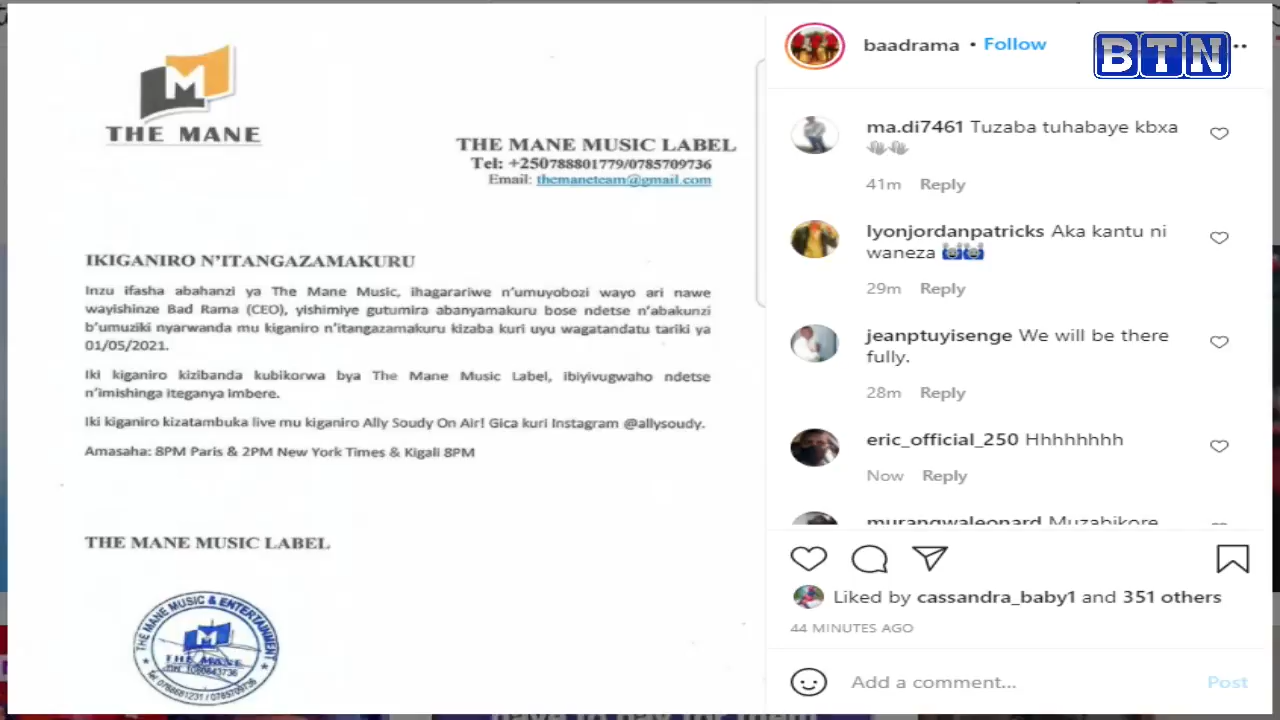 THE MANE
THE MANE MUSIC LABEL
Tel: +250788801779/0785709736
Email: themaneteam@gmail.com
IKIGANIRO N'ITANGAZAMAKURU
Inzu ifasha abahanzi ya The Mane Music, ihagarariwe n'umuyobozi wayo ari nawe
wayishinze Bad Rama (CEO), yishimiye gutumira abanyamakuru bose ndetse n'abakunzi
b'umuziki nyarwanda mu kiganiro n'itangazamakuru kizaba kuri uyu wagatandatu tariki ya
01/05/2021.
Iki kiganiro kizibanda kubikorwa bya The Mane Music Label, ibiyivugwaho ndetse
n'imishinga iteganya imbere.
Iki kiganiro kizatambuka live mu kiganiro Ally Soudy On Air! Gica kuri Instagram @allysoudy.
Amasaha: 8PM Paris & 2PM New York Times & Kigali 8PM
THE MANE MUSIC LABEL
THE MANE MUSIC & ENTERTAINMENT
THE MANE
baadrama • Follow
BTN
ma.di7461 Tuzaba tuhabaye kbxa
👐👐
41m Reply
lyonjordanpatricks Aka kantu ni
waneza
29m Reply
jeanptuyisenge We will be there
fully.
28m Reply
eric_official_250 Hhhhhhhh
Now Reply
murangwaleonard Muzabikore
Liked by cassandra_baby1 and 351 others
44 MINUTES AGO
Add a comment... Post